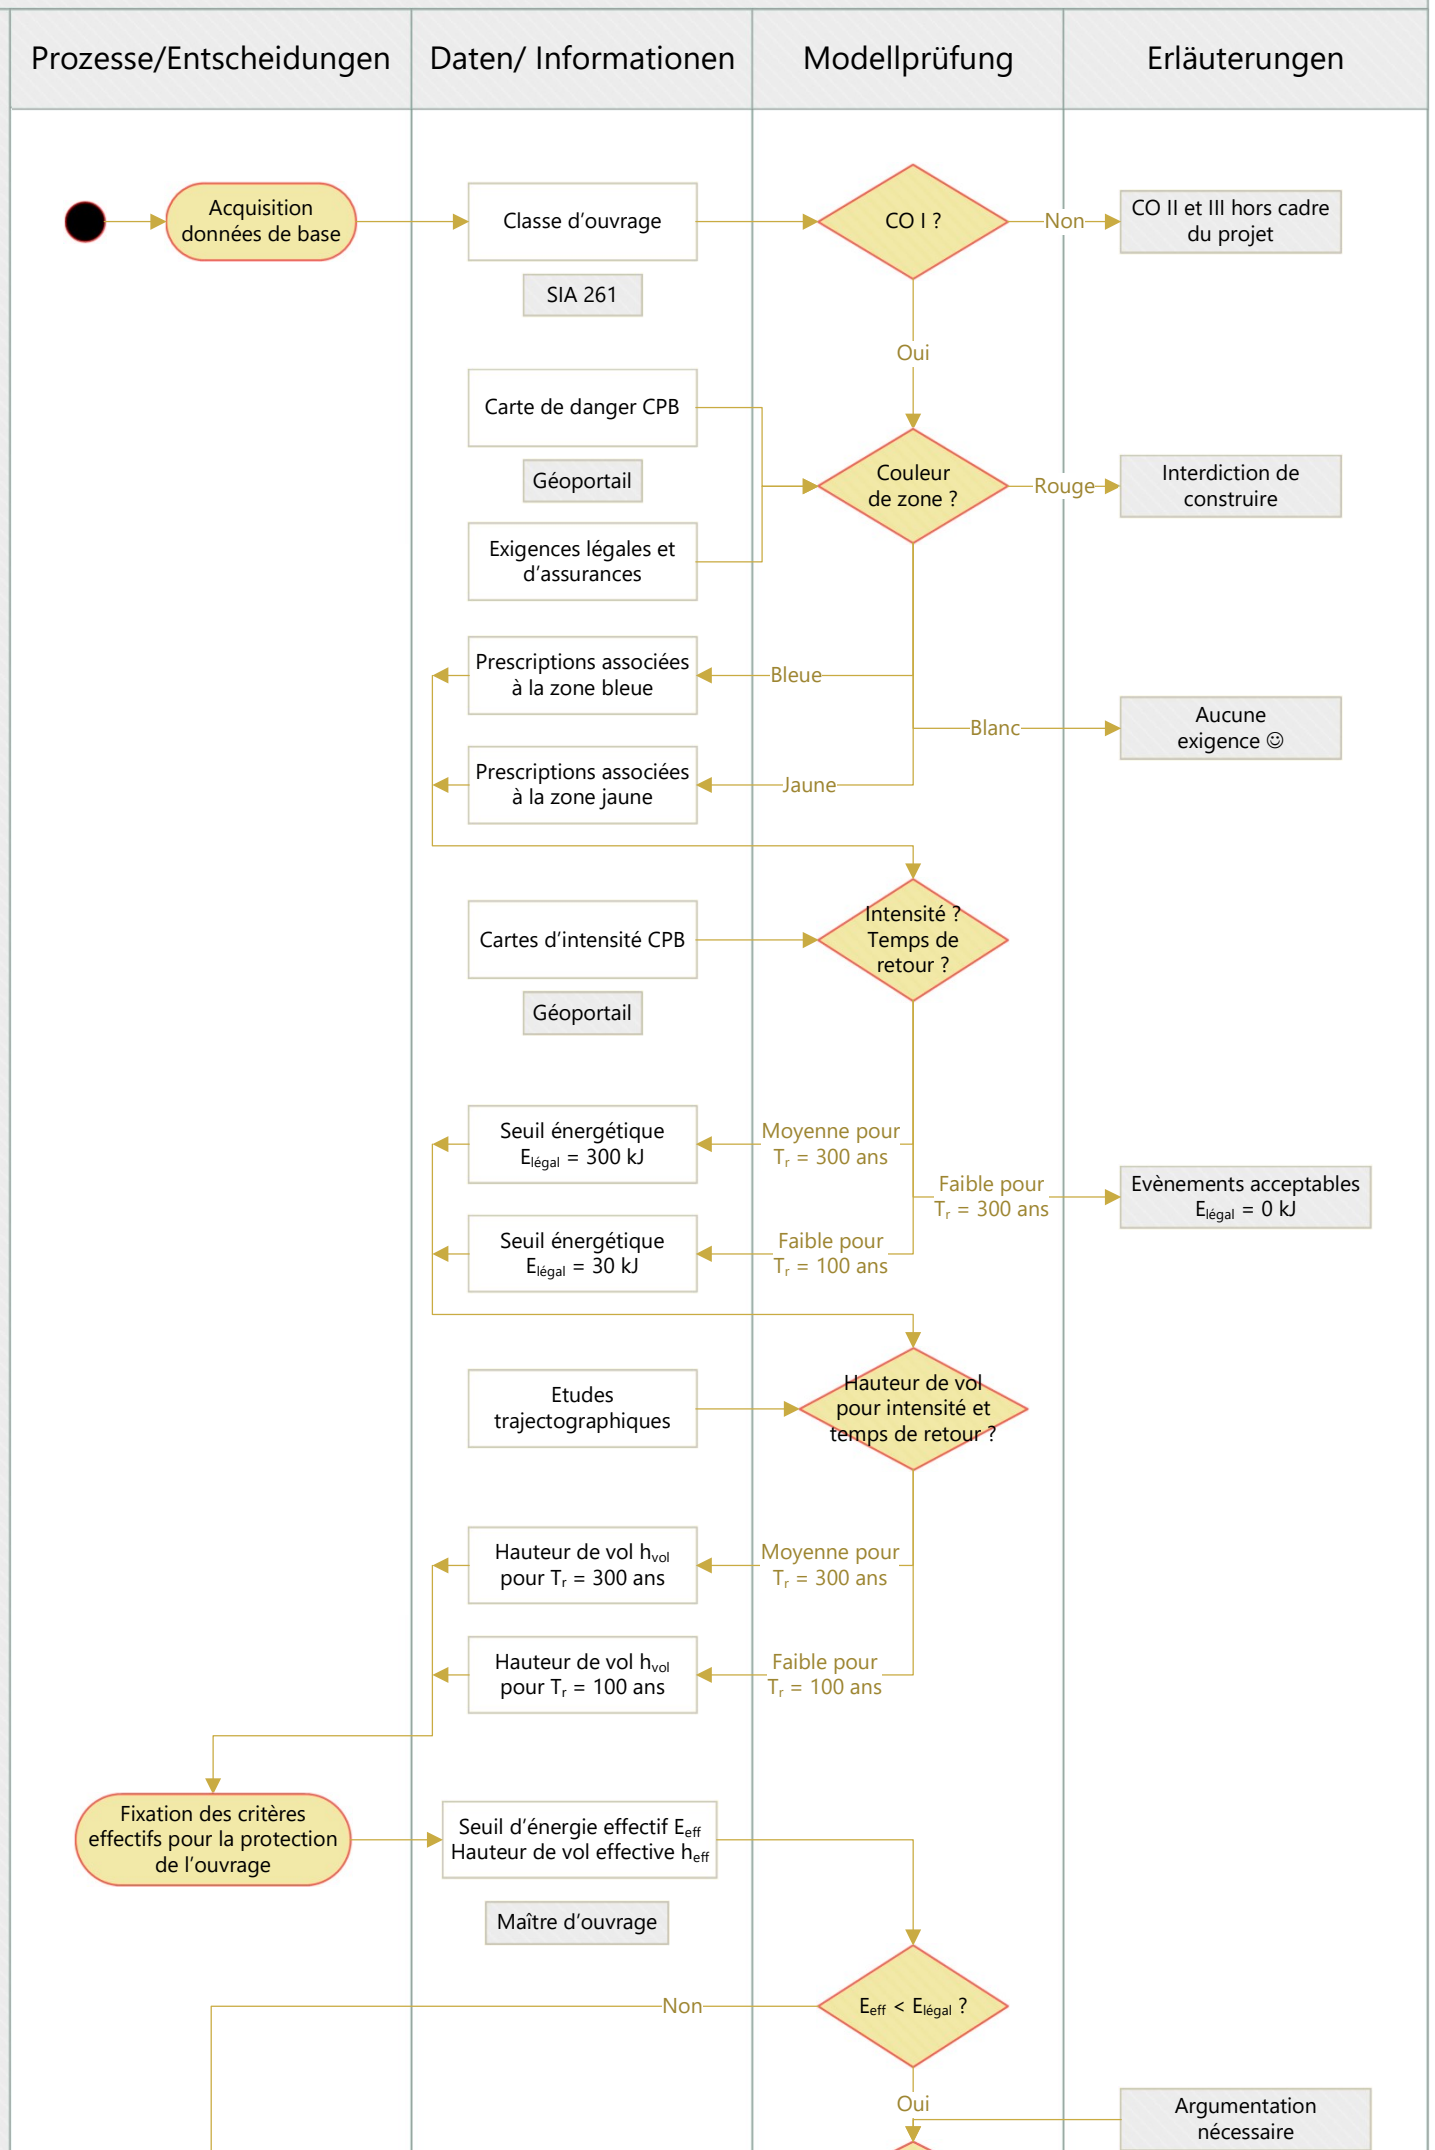 Prozesse/Entscheidungen
Daten/ Informationen
Modellprüfung
Erläuterungen
Acquisition
données de base
Classe d’ouvrage
CO I ?
Non
CO II et III hors cadre
du projet
SIA 261
Oui
Carte de danger CPB
Géoportail
Couleur
de zone ?
Rouge
Interdiction de
construire
Exigences légales et
d’assurances
Prescriptions associées
à la zone bleue
Bleue
Blanc
Aucune
exigence ☺
Prescriptions associées
à la zone jaune
Jaune
Cartes d’intensité CPB
Intensité ?
Temps de
retour ?
Géoportail
Seuil énergétique
Elégal = 300 kJ
Moyenne pour
Tr = 300 ans
Faible pour
Tr = 300 ans
Evènements acceptables
Elégal = 0 kJ
Seuil énergétique
Elégal = 30 kJ
Faible pour
Tr = 100 ans
Etudes
trajectographiques
Hauteur de vol
pour intensité et
temps de retour ?
Hauteur de vol hvol
pour Tr = 300 ans
Moyenne pour
Tr = 300 ans
Hauteur de vol hvol
pour Tr = 100 ans
Faible pour
Tr = 100 ans
Fixation des critères
effectifs pour la protection
de l’ouvrage
Seuil d’énergie effectif Eeff
Hauteur de vol effective heff
Maître d’ouvrage
Non
Eeff < Elégal ?
Oui
Argumentation
nécessaire